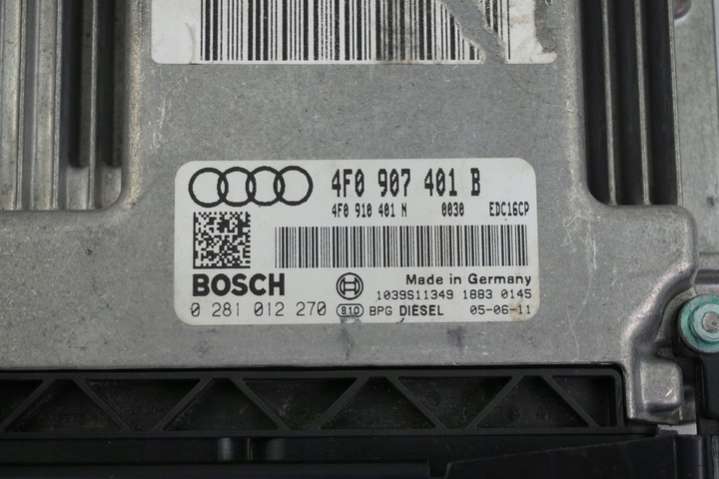 4F0 907 401 B
4F0 910 401 N 0030 EDC16CP
BOSCH
Made in Germany
1039S11349 1883 0145
0 281 012 270 810 BPG DIESEL 05-06-11